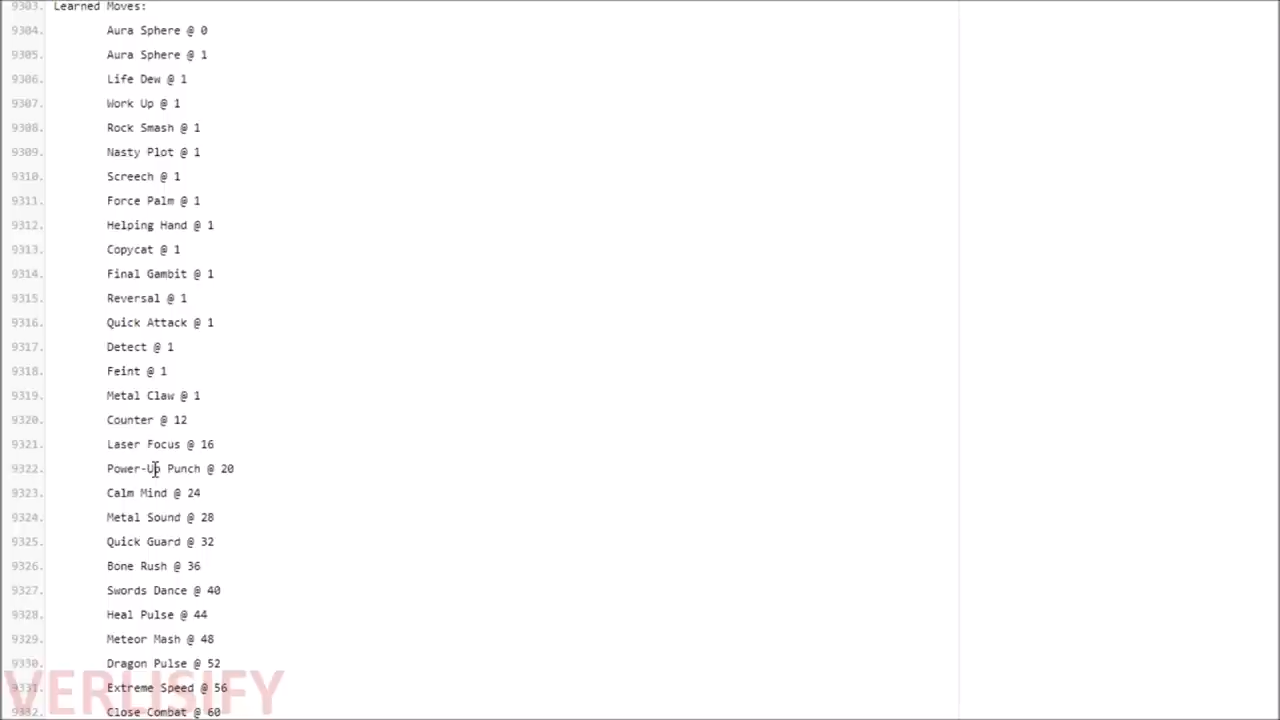 9303. Learned Moves:
9304. Aura Sphere @ 0
9305. Aura Sphere @ 1
9306. Life Dew @ 1
9307. Work Up @ 1
9308. Rock Smash @ 1
9309. Nasty Plot @ 1
9310. Screech @ 1
9311. Force Palm @ 1
9312. Helping Hand @ 1
9313. Copycat @ 1
9314. Final Gambit @ 1
9315. Reversal @ 1
9316. Quick Attack @ 1
9317. Detect @ 1
9318. Feint @ 1
9319. Metal Claw @ 1
9320. Counter @ 12
9321. Laser Focus @ 16
9322. Power-Up Punch @ 20
9323. Calm Mind @ 24
9324. Metal Sound @ 28
9325. Quick Guard @ 32
9326. Bone Rush @ 36
9327. Swords Dance @ 40
9328. Heal Pulse @ 44
9329. Meteor Mash @ 48
9330. Dragon Pulse @ 52
9331. Extreme Speed @ 56
9332. Close Combat @ 60
VERLISIFY